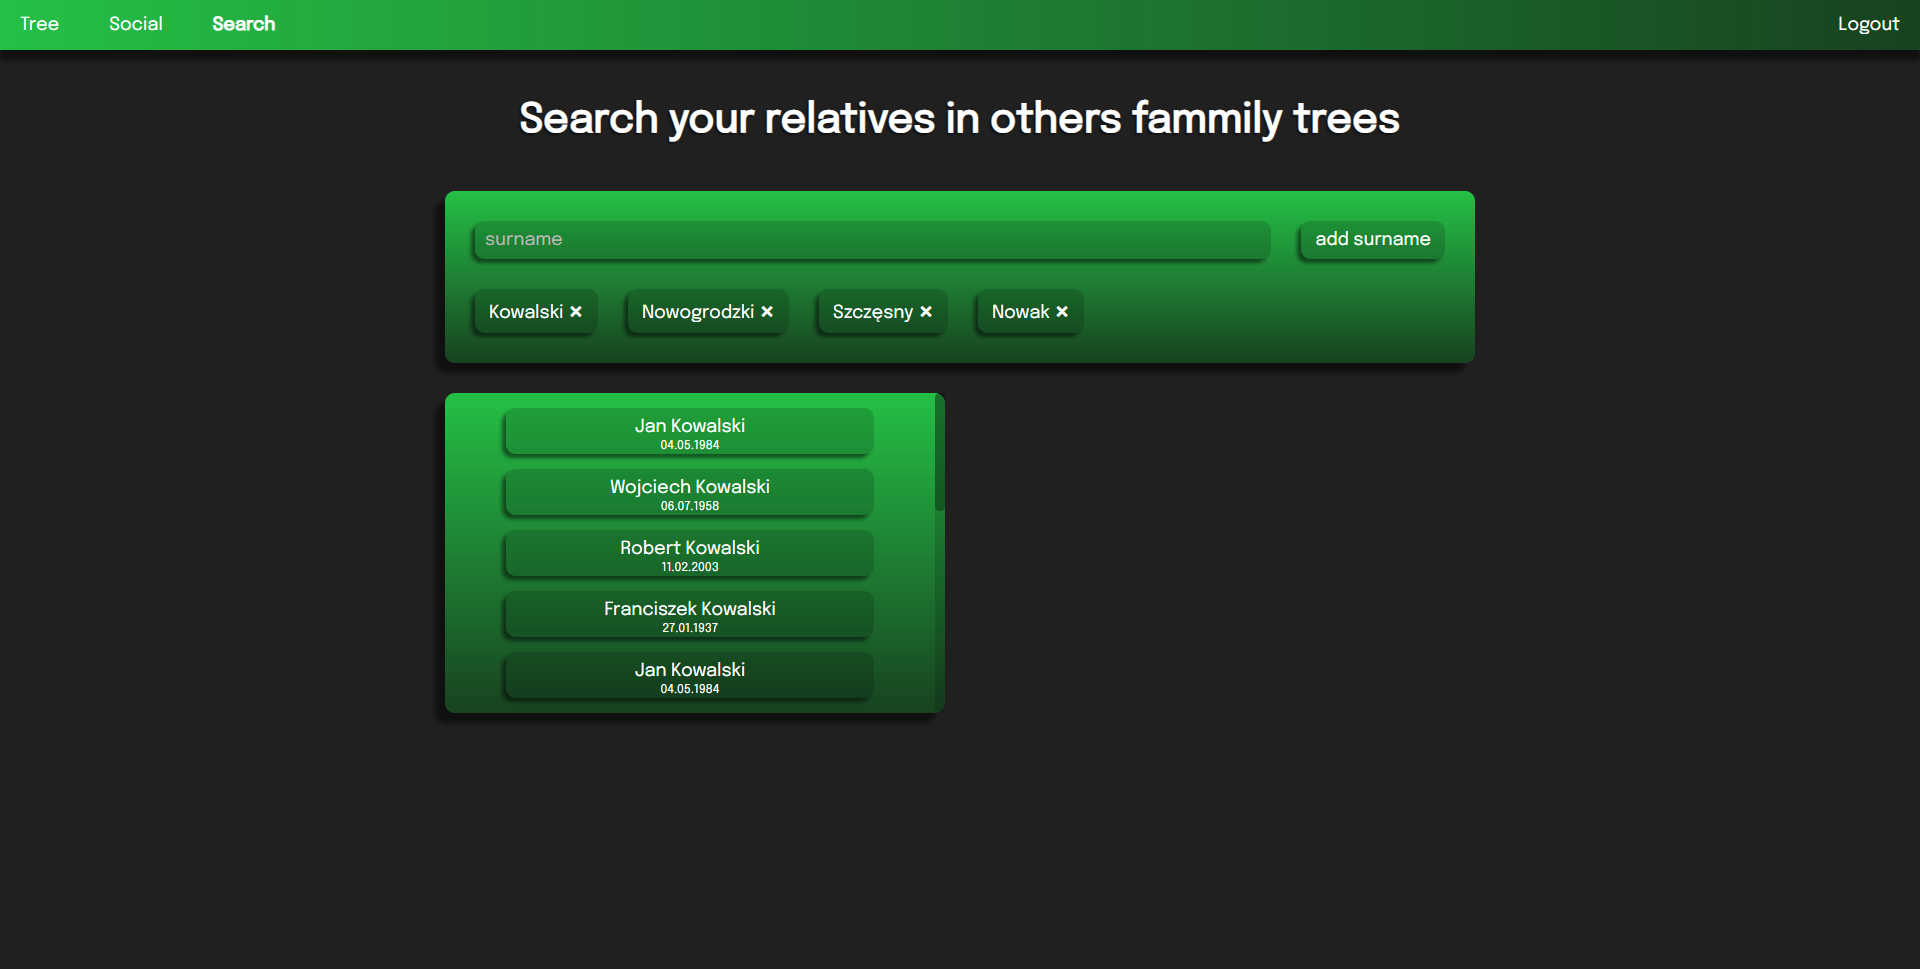 Tree Social Search Logout
Search your relatives in others fammily trees
surname add surname
Kowalski × Nowogrodzki × Szczęsny × Nowak ×
Jan Kowalski
04.05.1984
Wojciech Kowalski
06.07.1958
Robert Kowalski
11.02.2003
Franciszek Kowalski
27.01.1937
Jan Kowalski
04.05.1984